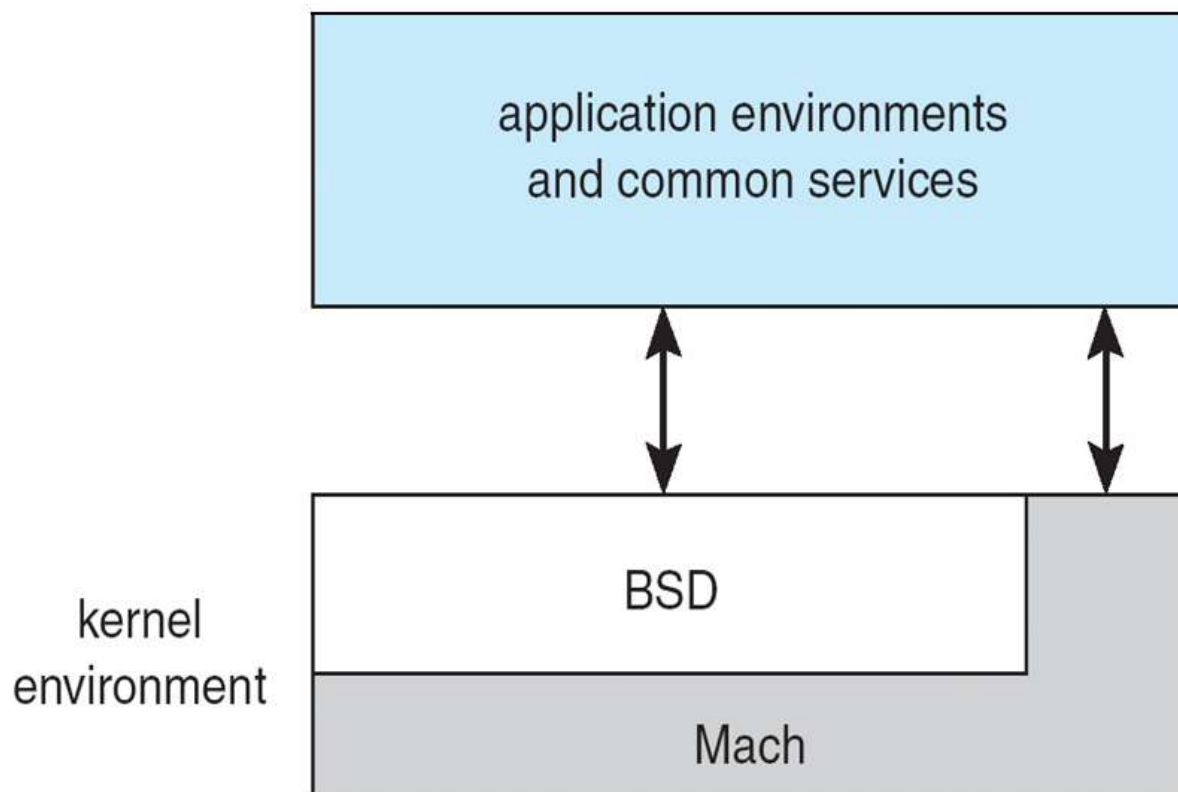 application environments
and common services
BSD
kernel
environment
Mach